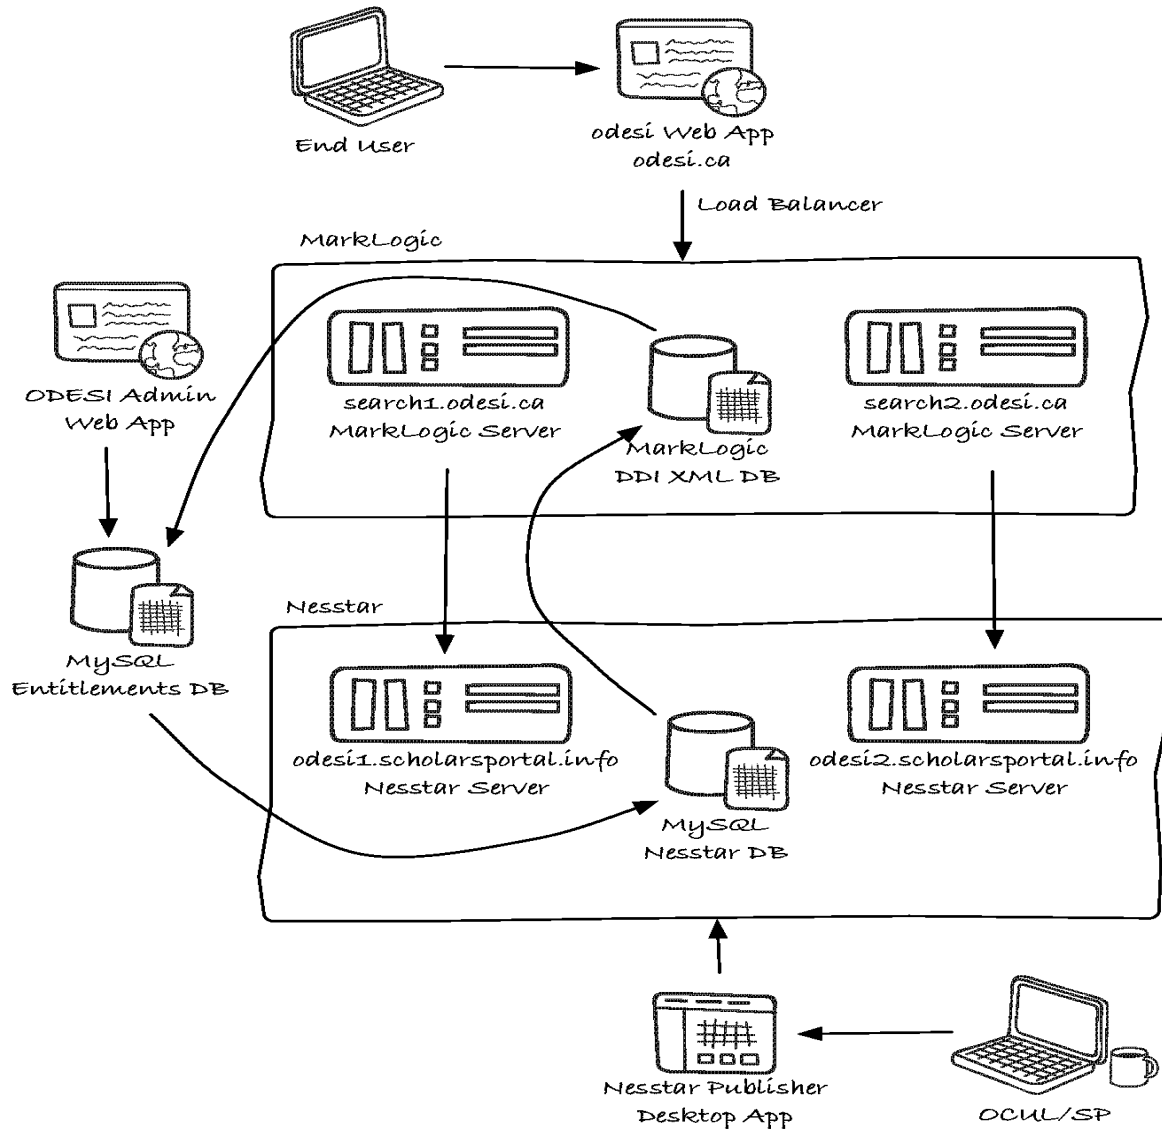 End User
odesi Web App
odesi.ca
Load Balancer
MarkLogic
ODESI Admin
Web App
search1.odesi.ca
MarkLogic Server
MarkLogic
DDI XML DB
search2.odesi.ca
MarkLogic Server
Nesstar
MySQL
Entitlements DB
odesi1.scholarsportal.info
Nesstar Server
MySQL
Nesstar DB
odesi2.scholarsportal.info
Nesstar Server
Nesstar Publisher
Desktop App
OCUL/SP